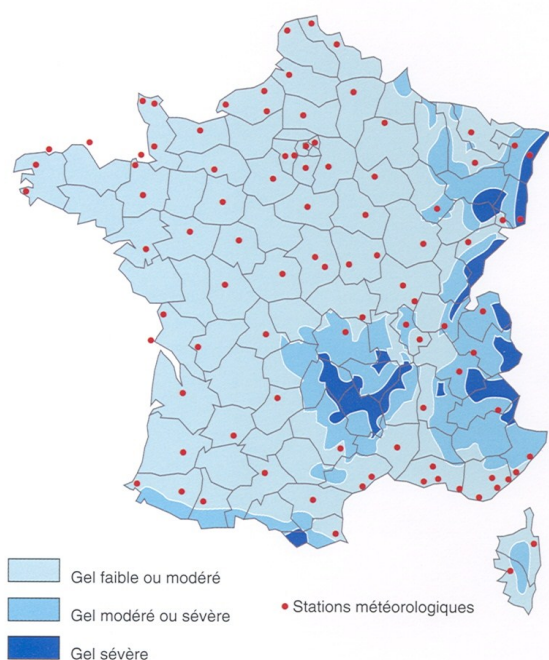 Gel faible ou modéré
Gel modéré ou sévère
Stations météorologiques
Gel sévère